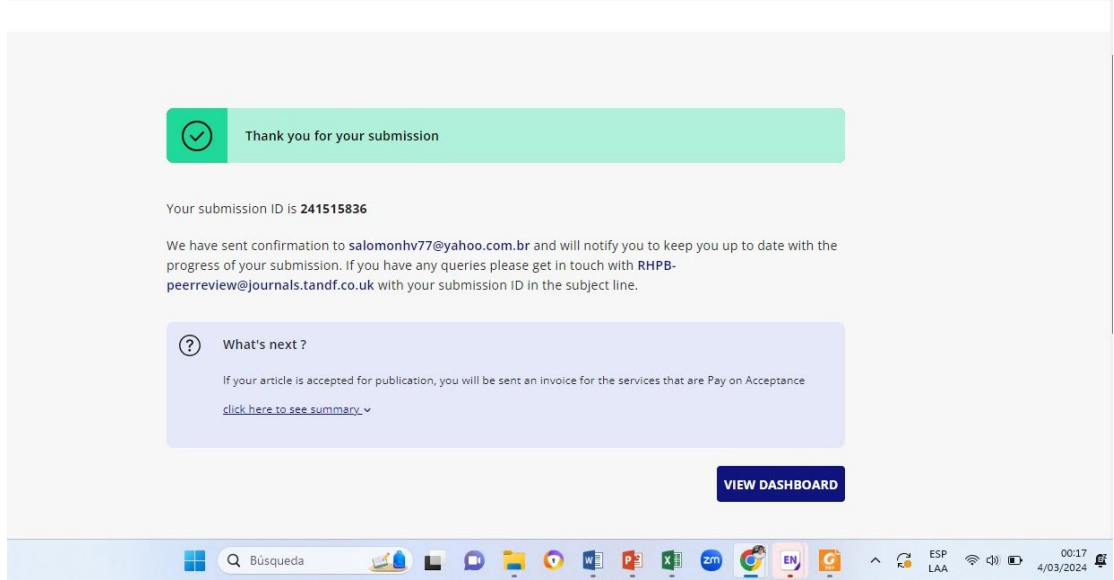 Thank you for your submission
Your submission ID is 241515836
We have sent confirmation to salomonhv77@yahoo.com.br and will notify you to keep you up to date with the
progress of your submission. If you have any queries please get in touch with RHPB-
peerreview@journals.tandf.co.uk with your submission ID in the subject line.
What's next ?
If your article is accepted for publication, you will be sent an invoice for the services that are Pay on Acceptance
click here to see summary
VIEW DASHBOARD
Búsqueda
zm
EN
ESP
LAA
00:17
4/03/2024